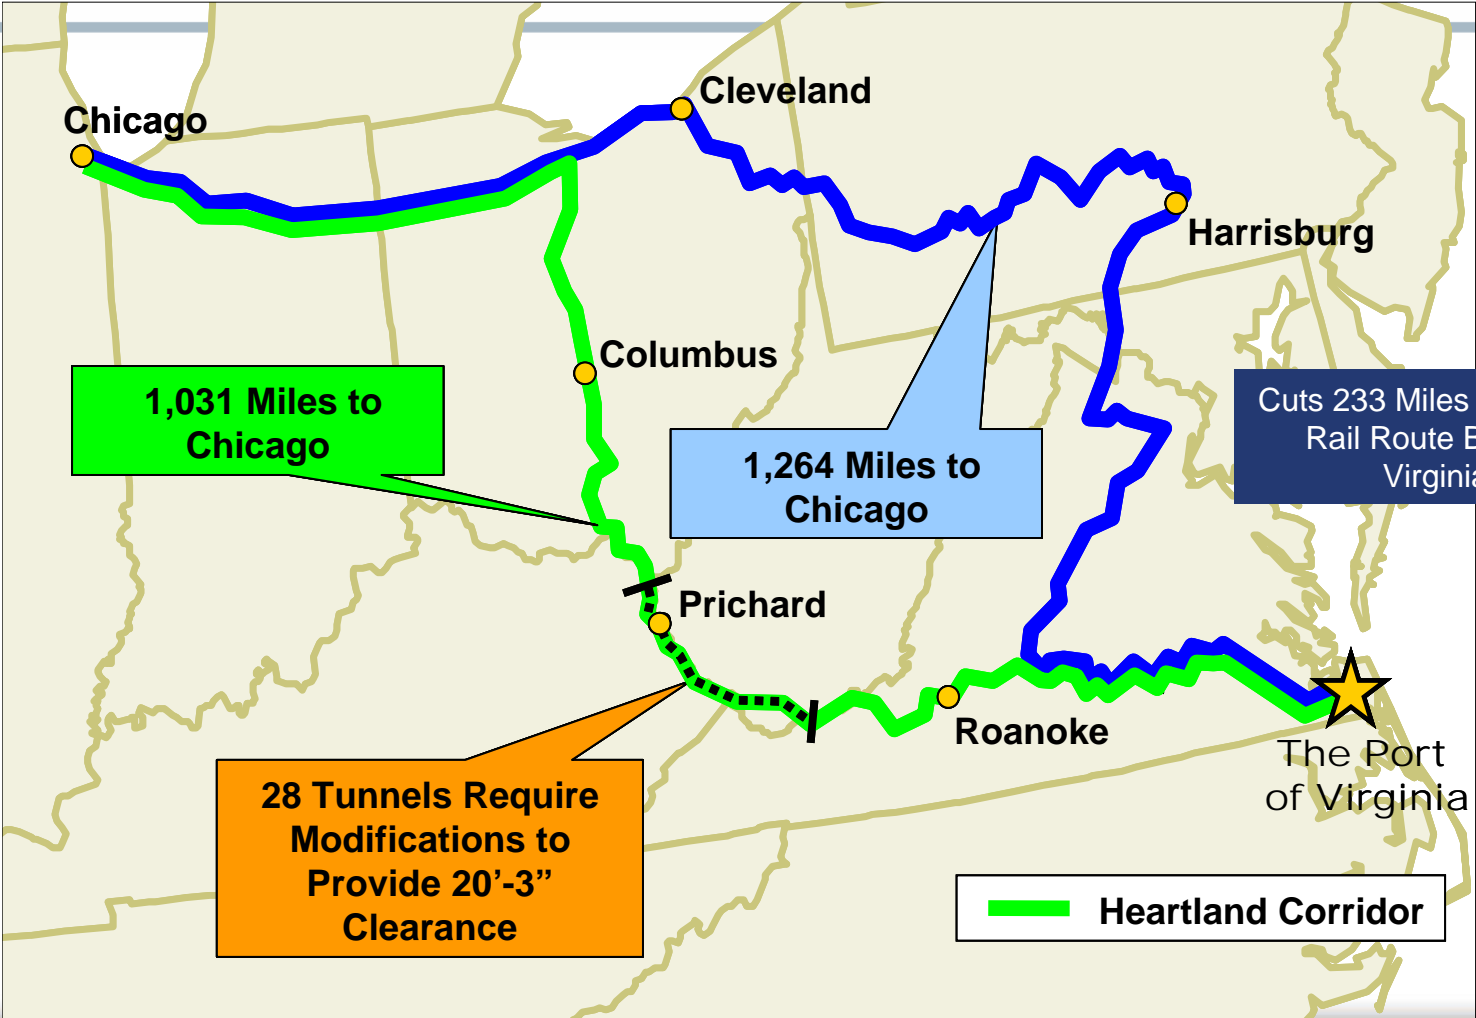 Cleveland
Chicago
Harrisburg
Columbus
1,031 Miles to
Chicago
1,264 Miles to
Chicago
Cuts 233 Miles
Rail Route
Virginia
Prichard
Roanoke
The Port
of Virginia
28 Tunnels Require
Modifications to
Provide 20’-3”
Clearance
Heartland Corridor